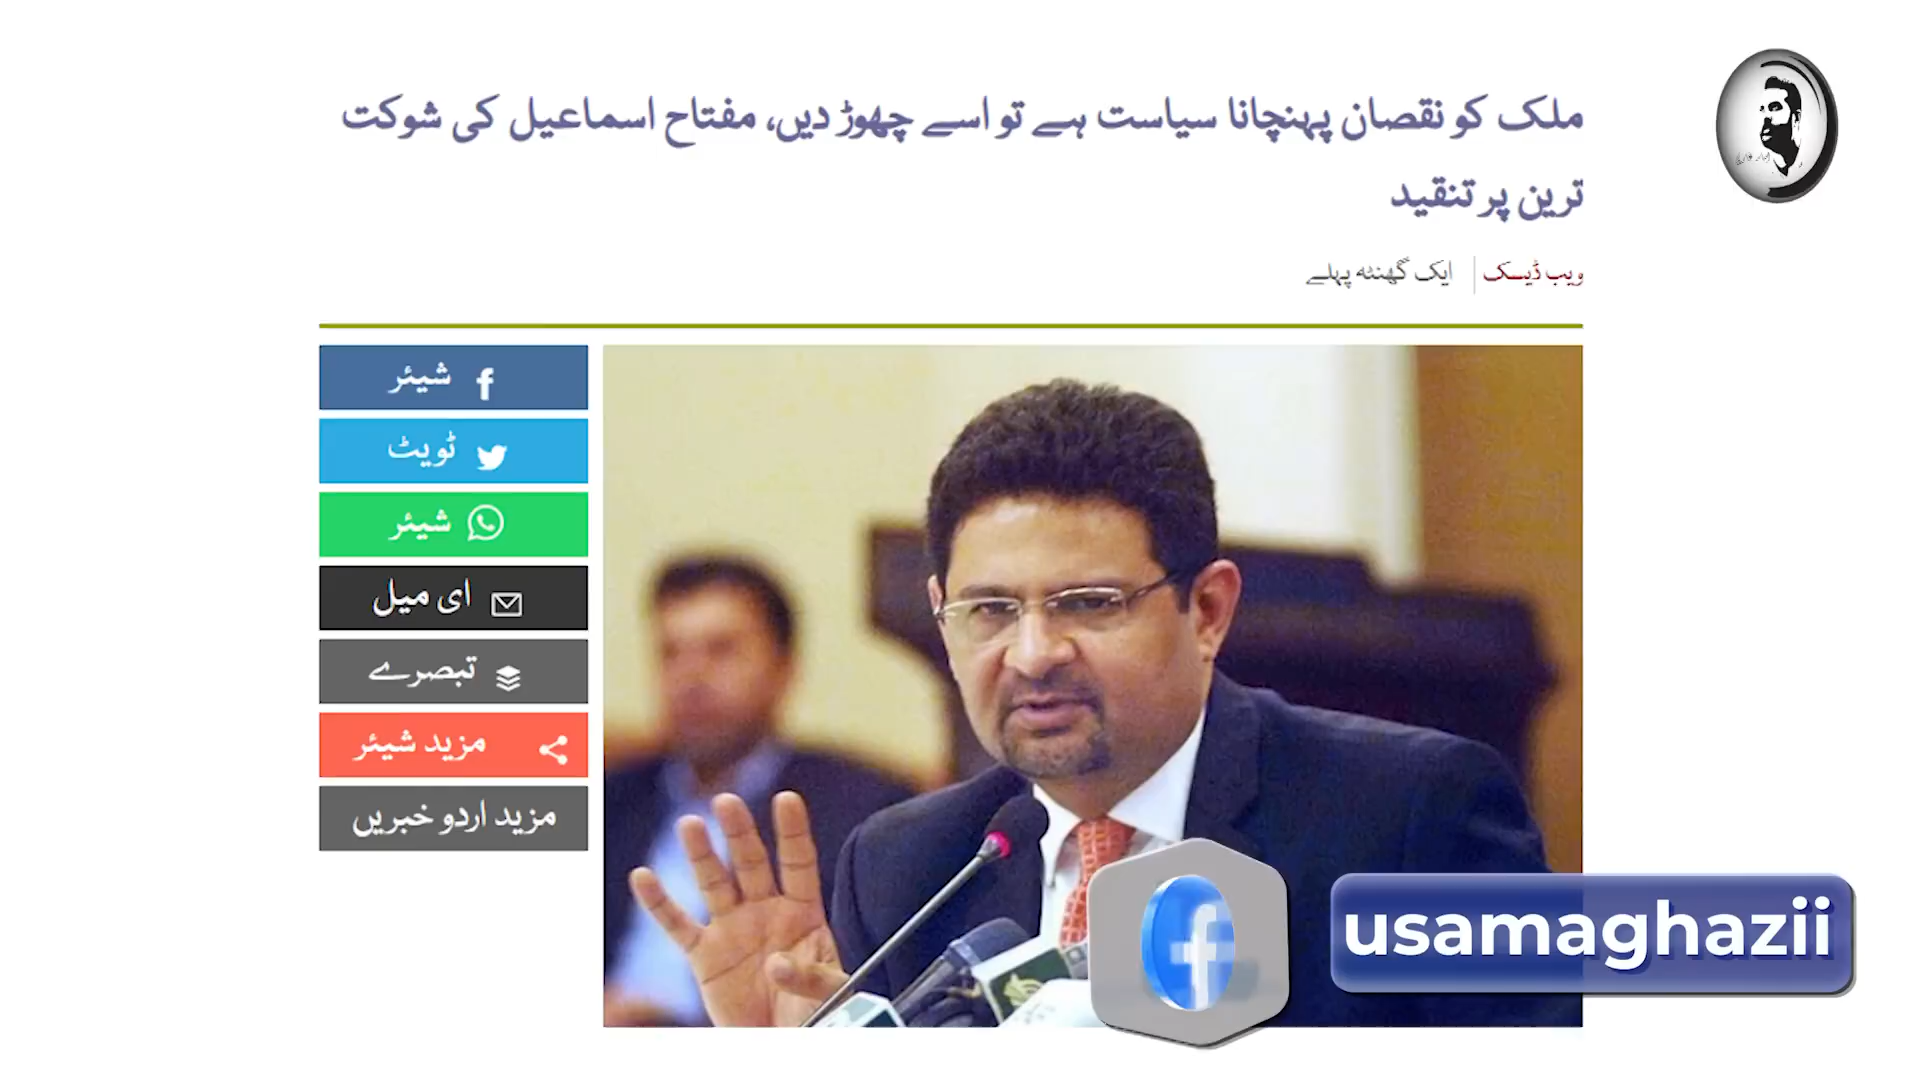 ملک کو نقصان پہنچانا سیاست ہے تو اسے چھوڑ دیں، مفتاح اسماعیل کی شوکت
ترین پر تنقید
ویب ڈیسک | ایک گھنٹہ پہلے
شیئر
ٹویٹ
شیئر
ای میل
تبصرے
مزید شیئر
مزید اردو خبریں
usamaghazii